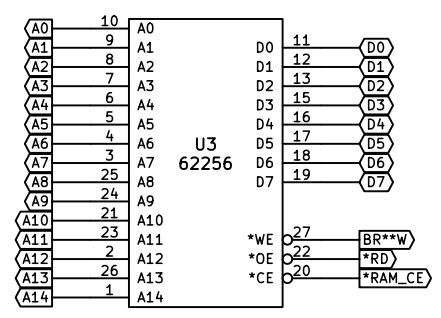 A0 10 A0
A1 9 A1 D0 11 D0
A2 8 A2 D1 12 D1
A3 7 A3 D2 13 D2
A4 6 A4 D3 15 D3
A5 5 A5 D4 16 D4
A6 4 A6 U3 D5 17 D5
A7 3 A7 62256 D6 18 D6
A8 25 A8 D7 19 D7
A9 24 A9
A10 21 A10
A11 23 A11 *WE 27 BR**W
A12 2 A12 *OE 22 *RD
A13 26 A13 *CE 20 *RAM_CE
A14 1 A14